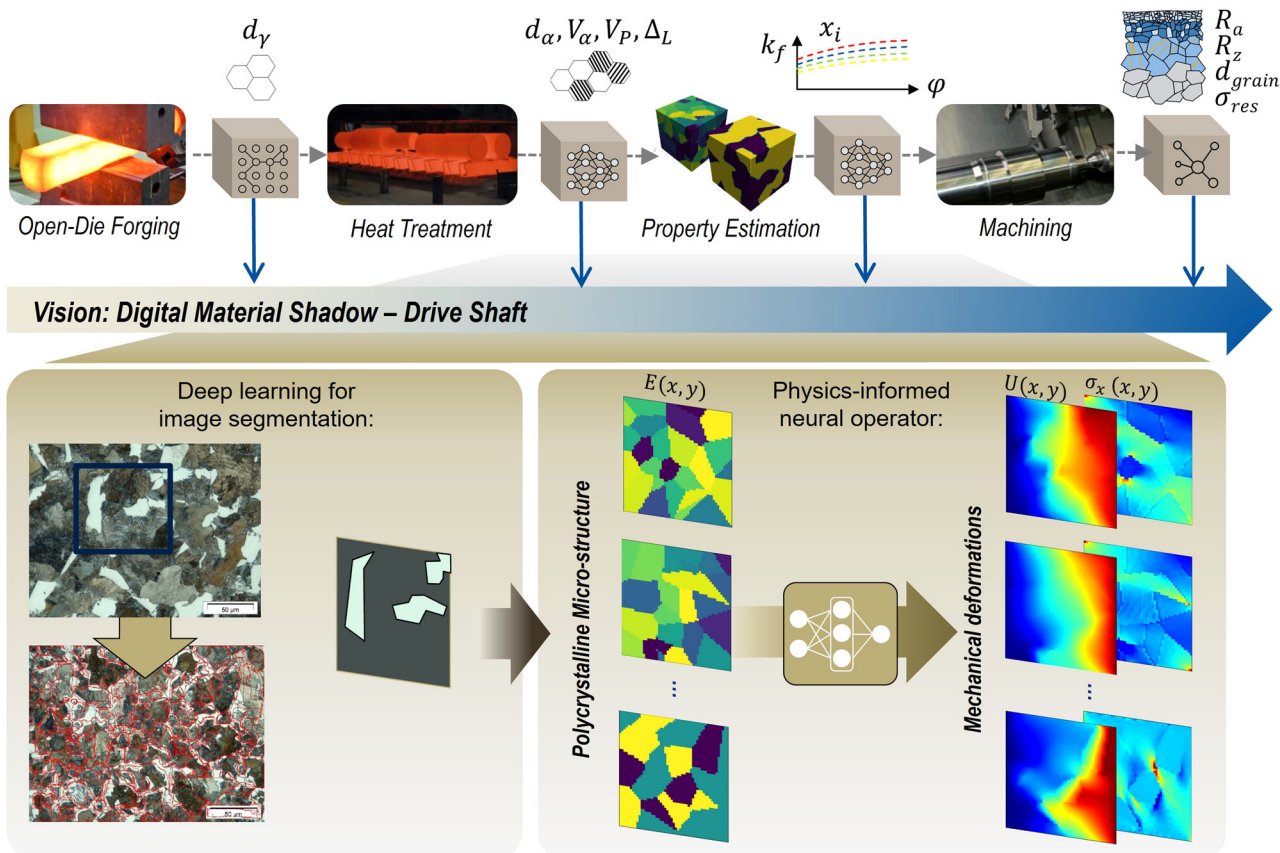 d_γ
d_α, V_α, V_P, Δ_L
k_f
x_i
φ
R_a
R_z
d_grain
σ_res
Open-Die Forging
Heat Treatment
Property Estimation
Machining
Vision: Digital Material Shadow – Drive Shaft
Deep learning for
image segmentation:
50 µm
50 µm
E(x, y)
Physics-informed
neural operator:
U(x, y)
σ_x (x, y)
Polycrystalline Micro-structure
Mechanical deformations
...
...